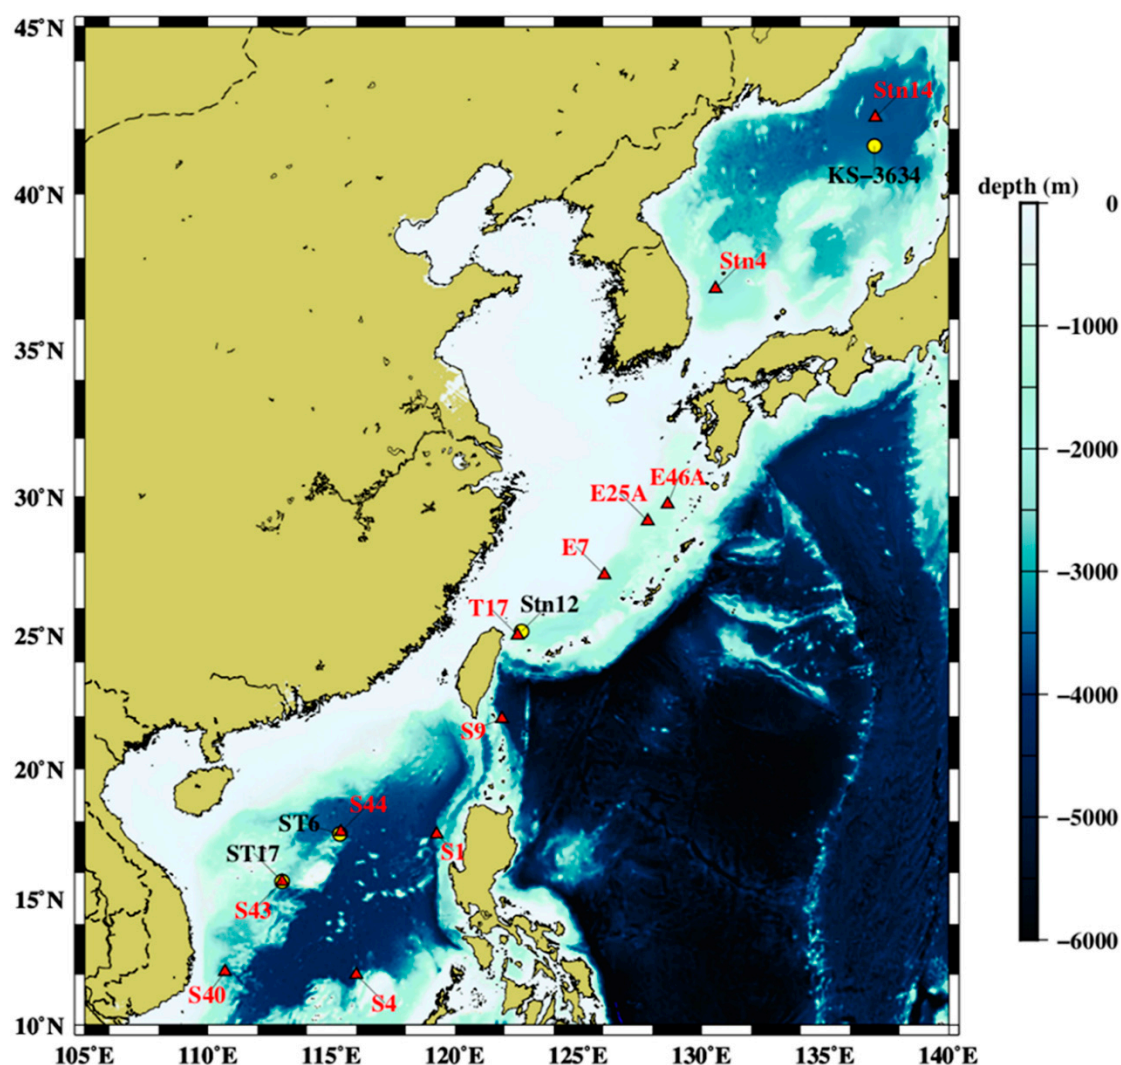 45°N
Stn14
KS-3634
40°N
depth (m)
0
Stn4
-1000
35°N
-2000
E46A
30°N
E25A
E7
-3000
T17
Stn12
25°N
-4000
S9
20°N
S44
ST6
-5000
S1
ST17
15°N
S43
-6000
S40
S4
10°N
105°E
110°E
115°E
120°E
125°E
130°E
135°E
140°E